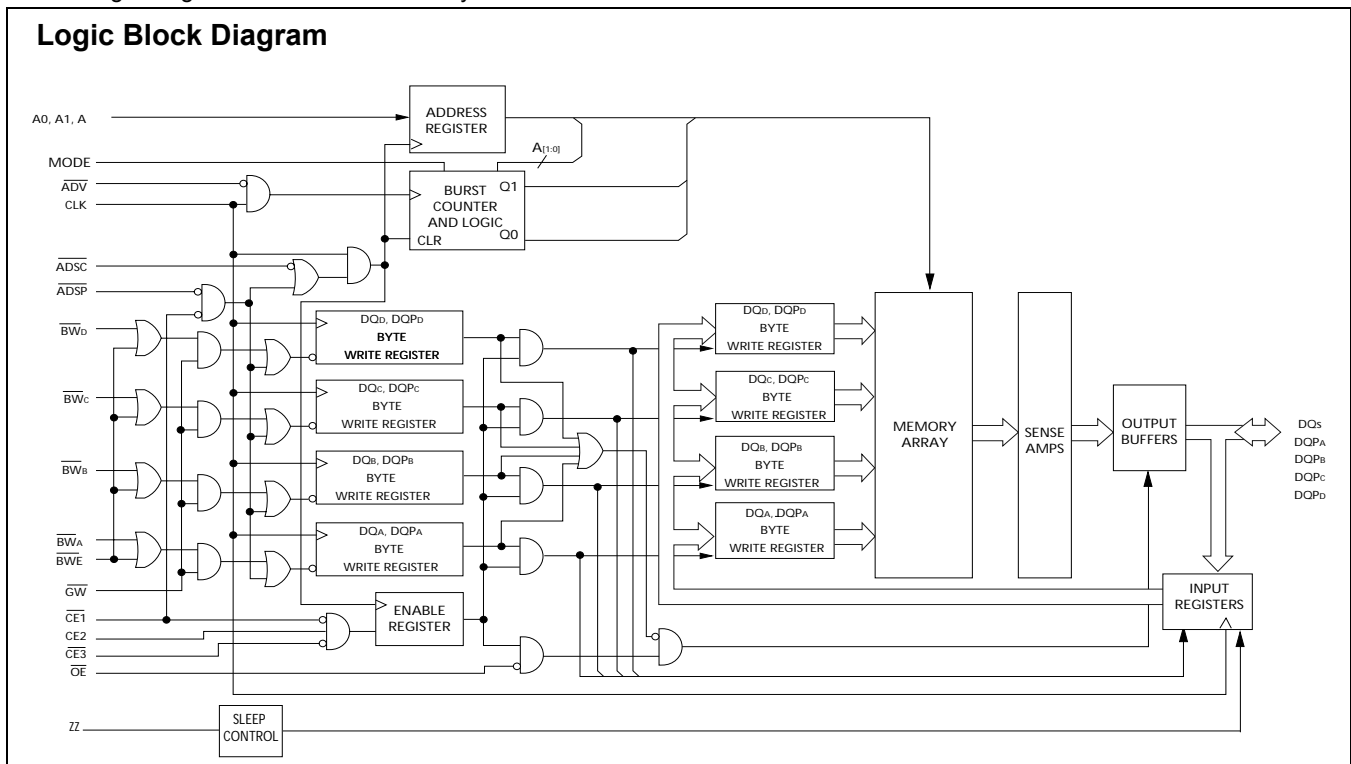 Logic Block Diagram
A0, A1, A
ADDRESS
REGISTER
MODE
A[1:0]
ADV
CLK
BURST
COUNTER
AND LOGIC
CLR
Q1
Q0
ADSC
ADSP
BWD
DQD, DQPD
BYTE
WRITE REGISTER
DQD, DQPD
BYTE
WRITE REGISTER
BWC
DQC, DQPC
BYTE
WRITE REGISTER
DQC, DQPC
BYTE
WRITE REGISTER
BWB
DQB, DQPB
BYTE
WRITE REGISTER
DQB, DQPB
BYTE
WRITE REGISTER
BWA
BWE
DQA, DQPA
BYTE
WRITE REGISTER
DQA, DQPA
BYTE
WRITE REGISTER
MEMORY
ARRAY
SENSE
AMPS
OUTPUT
BUFFERS
DQs
DQPA
DQPB
DQPC
DQPD
GW
CE1
CE2
CE3
OE
ENABLE
REGISTER
INPUT
REGISTERS
ZZ
SLEEP
CONTROL